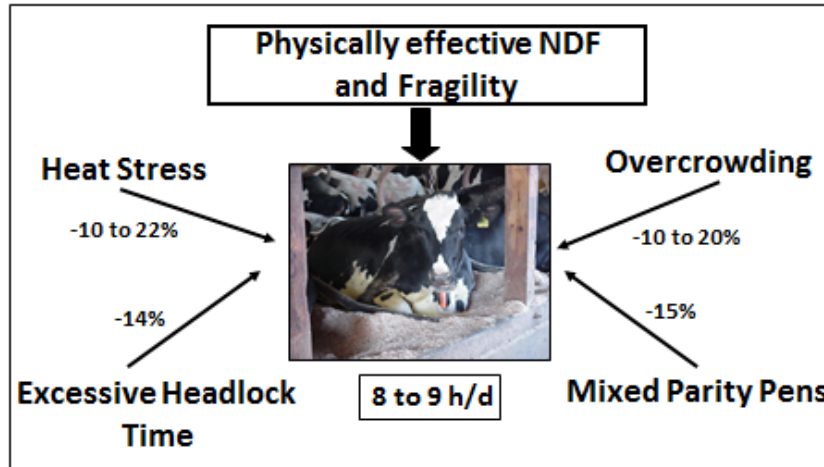 Physically effective NDF
and Fragility
Heat Stress
Overcrowding
-10 to 22%
-10 to 20%
-14%
-15%
Excessive Headlock
Time
8 to 9 h/d
Mixed Parity Pens